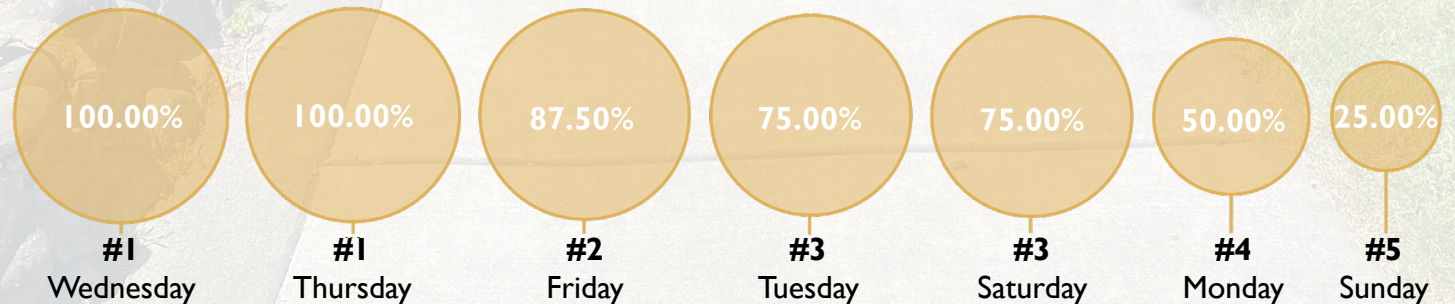 100.00% 100.00% 87.50% 75.00% 75.00% 50.00% 25.00%
#1 #1 #2 #3 #3 #4 #5
Wednesday Thursday Friday Tuesday Saturday Monday Sunday